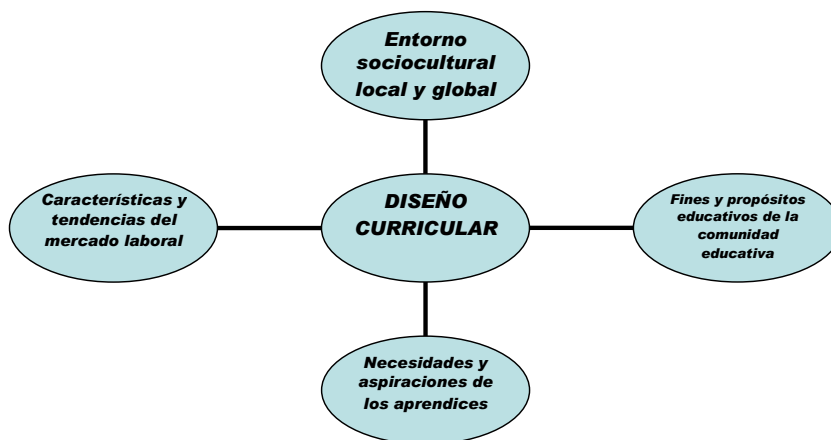 Entorno
sociocultural
local y global
Características y
tendencias del
mercado laboral
DISEÑO
CURRICULAR
Fines y propósitos
educativos de la
comunidad
educativa
Necesidades y
aspiraciones de
los aprendices